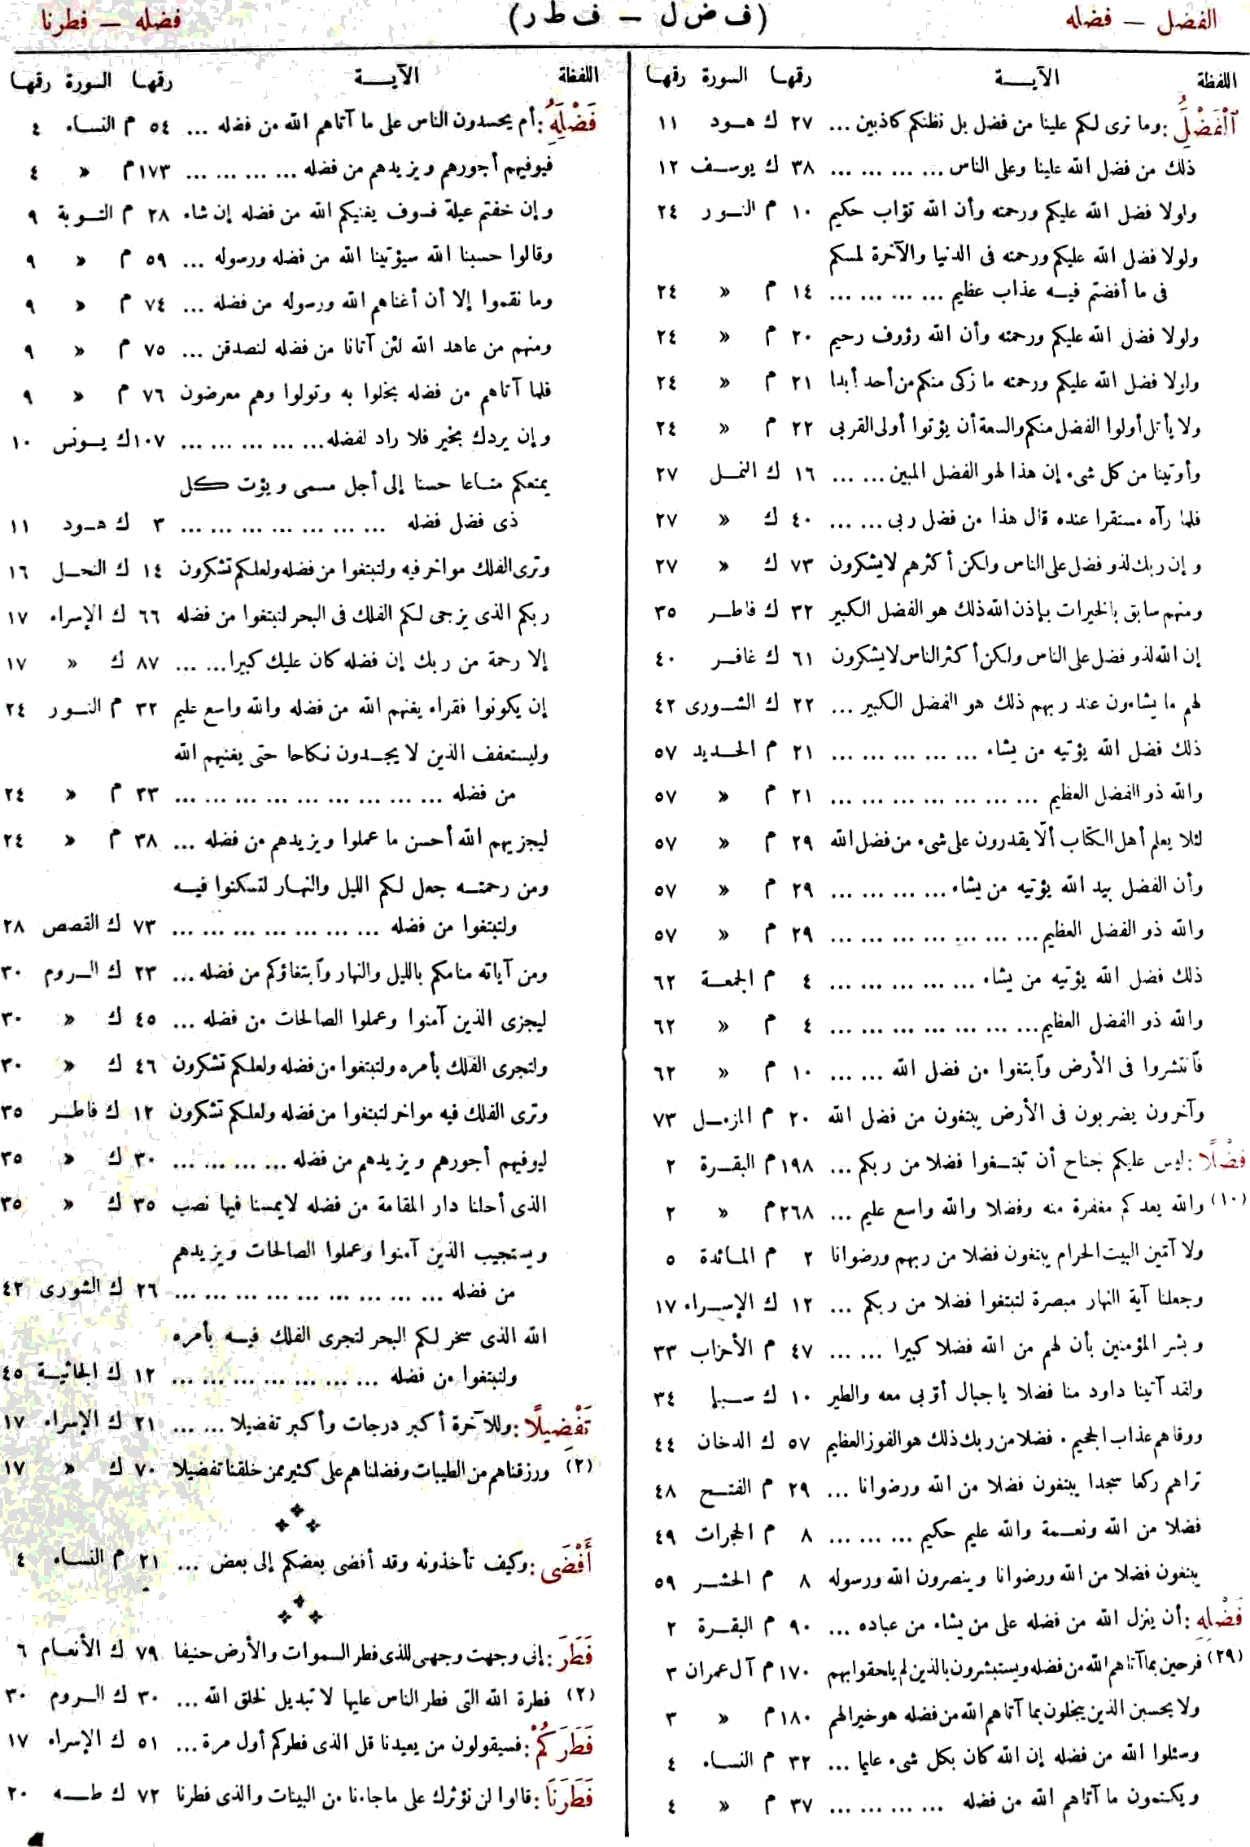 الفضل — فضله
(ف ض ل — ف ط ر)
فضله — فطرنا
اللفظة الآيــة رقمها السورة رقمها
ٱلْفَضْلُ : وما نرى لكم علينا من فضل بل نظنكم كاذبين ... ٢٧ ك هـود ١١
ذلك من فضل الله علينا وعلى الناس ... ... ... ... ٣٨ ك يوسـف ١٢
ولولا فضل الله عليكم ورحمته وأن الله تواب حكيم ١٠ م النـور ٢٤
ولولا فضل الله عليكم ورحمته فى الدنيا والآخرة لمسكم
فى ما أفضتم فيـه عذاب عظيم ... ... ... ... ١٤ م » ٢٤
ولولا فضل الله عليكم ورحمته وأن الله رؤوف رحيم ٢٠ م » ٢٤
ولولا فضل الله عليكم ورحمته ما زكى منكم من أحد أبدا ٢١ م » ٢٤
ولا يأتل أولوا الفضل منكم والسعة أن يؤتوا أولى القربى ٢٢ م » ٢٤
وأوتينا من كل شىء إن هذا لهو الفضل المبين ... ... ١٦ ك النمـل ٢٧
فلما رآه مستقرا عنده قال هذا من فضل ربى ... ... ٤٠ ك » ٢٧
وإن ربك لذو فضل على الناس ولكن أكثرهم لا يشكرون ٧٣ ك » ٢٧
ومنهم سابق بالخيرات بإذن الله ذلك هو الفضل الكبير ٣٢ ك فاطـر ٣٥
إن الله لذو فضل على الناس ولكن أكثر الناس لا يشكرون ٦١ ك غافـر ٤٠
لهم ما يشاءون عند ربهم ذلك هو الفضل الكبير ... ٢٢ ك الشـورى ٤٢
ذلك فضل الله يؤتيه من يشاء ... ... ... ... ... ٢١ م الحـديد ٥٧
والله ذو الفضل العظيم ... ... ... ... ... ... ... ٢١ م » ٥٧
لئلا يعلم أهل الكتاب ألّا يقدرون على شىء من فضل الله ٢٩ م » ٥٧
وأن الفضل بيد الله يؤتيه من يشاء ... ... ... ... ٢٩ م » ٥٧
والله ذو الفضل العظيم ... ... ... ... ... ... ... ٢٩ م » ٥٧
ذلك فضل الله يؤتيه من يشاء ... ... ... ... ... ٤ م الجمعـة ٦٢
والله ذو الفضل العظيم ... ... ... ... ... ... ... ٤ م » ٦٢
فٱنتشروا فى الأرض وٱبتغوا من فضل الله ... ... ١٠ م » ٦٢
وآخرون يضربون فى الأرض يبتغون من فضل الله ٢٠ م المزمـل ٧٣
فَضْلًا : ليس عليكم جناح أن تبتـغوا فضلا من ربكم ... ١٩٨ م البقـرة ٢
(١٠) والله يعدكم مغفرة منه وفضلا والله واسع عليم ... ٢٦٨ م » ٢
ولا آمّين البيت الحرام يبتغون فضلا من ربهم ورضوانا ٢ م المـائدة ٥
وجعلنا آية النهار مبصرة لتبتغوا فضلا من ربكم ... ١٢ ك الإسـراء ١٧
وبشر المؤمنين بأن لهم من الله فضلا كبيرا ... ... ٤٧ م الأحزاب ٣٣
ولقد آتينا داود منا فضلا ياجبال أوّبى معه والطير ١٠ ك سـبإ ٣٤
ووقاهم عذاب الجحيم . فضلا من ربك ذلك هو الفوز العظيم ٥٧ ك الدخان ٤٤
تراهم ركعا سجدا يبتغون فضلا من الله ورضوانا ... ٢٩ م الفتـح ٤٨
فضلا من الله ونعـمة والله عليم حكيم ... ... ... ٨ م الحجرات ٤٩
يبتغون فضلا من الله ورضوانا وينصرون الله ورسوله ٨ م الحشـر ٥٩
فَضْلِهِ : أن ينزل الله من فضله على من يشاء من عباده ... ٩٠ م البقـرة ٢
(٢٩) فرحين بما آتاهم الله من فضله ويستبشرون بالذين لم يلحقوا بهم ١٧٠ م آل عمران ٣
ولا يحسبن الذين يبخلون بما آتاهم الله من فضله هو خيرا لهم ١٨٠ م » ٣
وسئلوا الله من فضله إن الله كان بكل شىء عليما ... ٣٢ م النسـاء ٤
ويكتمون ما آتاهم الله من فضله ... ... ... ... ٣٧ م » ٤
اللفظة الآيــة رقمها السورة رقمها
فَضْلِهِ : أم يحسدون الناس على ما آتاهم الله من فضله ... ٥٤ م النساء ٤
فيوفيهم أجورهم ويزيدهم من فضله ... ... ... ... ١٧٣ م » ٤
وإن خفتم عيلة فسوف يغنيكم الله من فضله إن شاء ٢٨ م التـوبة ٩
وقالوا حسبنا الله سيؤتينا الله من فضله ورسوله ... ٥٩ م » ٩
وما نقموا إلا أن أغناهم الله ورسوله من فضله ... ٧٤ م » ٩
ومنهم من عاهد الله لئن آتانا من فضله لنصدقن ... ٧٥ م » ٩
فلما آتاهم من فضله بخلوا به وتولوا وهم معرضون ٧٦ م » ٩
وإن يردك بخير فلا راد لفضله ... ... ... ... ... ١٠٧ ك يـونس ١٠
يمتعكم متـاعا حسنا إلى أجل مسمى ويؤت كل
ذى فضل فضله ... ... ... ... ... ... ... ٣ ك هـود ١١
وترى الفلك مواخر فيه ولتبتغوا من فضله ولعلكم تشكرون ١٤ ك النحـل ١٦
ربكم الذى يزجى لكم الفلك فى البحر لتبتغوا من فضله ٦٦ ك الإسراء ١٧
إلا رحمة من ربك إن فضله كان عليك كبيرا ... ... ٨٧ ك » ١٧
إن يكونوا فقراء يغنهم الله من فضله والله واسع عليم ٣٢ م النـور ٢٤
وليستعفف الذين لا يجـدون نكاحا حتى يغنيهم الله
من فضله ... ... ... ... ... ... ... ... ... ٣٣ م » ٢٤
ليجزيهم الله أحسن ما عملوا ويزيدهم من فضله ... ٣٨ م » ٢٤
ومن رحمتـه جعل لكم الليل والنهـار لتسكنوا فيـه
ولتبتغوا من فضله ... ... ... ... ... ... ... ٧٣ ك القصص ٢٨
ومن آياته منامكم بالليل والنهار وٱبتغاؤكم من فضله ... ٢٣ ك الـروم ٣٠
ليجزى الذين آمنوا وعملوا الصالحات من فضله ... ٤٥ ك » ٣٠
ولتجرى الفلك بأمره ولتبتغوا من فضله ولعلكم تشكرون ٤٦ ك » ٣٠
وترى الفلك فيه مواخر لتبتغوا من فضله ولعلكم تشكرون ١٢ ك فاطـر ٣٥
ليوفيهم أجورهم ويزيدهم من فضله ... ... ... ... ٣٠ ك » ٣٥
الذى أحلنا دار المقامة من فضله لا يمسنا فيها نصب ٣٥ ك » ٣٥
ويستجيب الذين آمنوا وعملوا الصالحات ويزيدهم
من فضله ... ... ... ... ... ... ... ... ... ٢٦ ك الشورى ٤٢
الله الذى سخر لكم البحر لتجرى الفلك فيـه بأمره
ولتبتغوا من فضله ... ... ... ... ... ... ... ١٢ ك الجاثيـة ٤٥
تَفْضِيلًا : وللآخرة أكبر درجات وأكبر تفضيلا ... ... ٢١ ك الإسراء ١٧
(٢) ورزقناهم من الطيبات وفضلناهم على كثير ممن خلقنا تفضيلا ٧٠ ك » ١٧
أَفْضَى : وكيف تأخذونه وقد أفضى بعضكم إلى بعض ... ٢١ م النسـاء ٤
فَطَرَ : إنى وجهت وجهى للذى فطر السموات والأرض حنيفا ٧٩ ك الأنعـام ٦
(٢) فطرة الله التى فطر الناس عليها لا تبديل لخلق الله ... ٣٠ ك الـروم ٣٠
فَطَرَكُمْ : فسيقولون من يعيدنا قل الذى فطركم أول مرة ... ٥١ ك الإسراء ١٧
فَطَرَنَا : قالوا لن نؤثرك على ما جاءنا من البينات والذى فطرنا ٧٢ ك طـه ٢٠